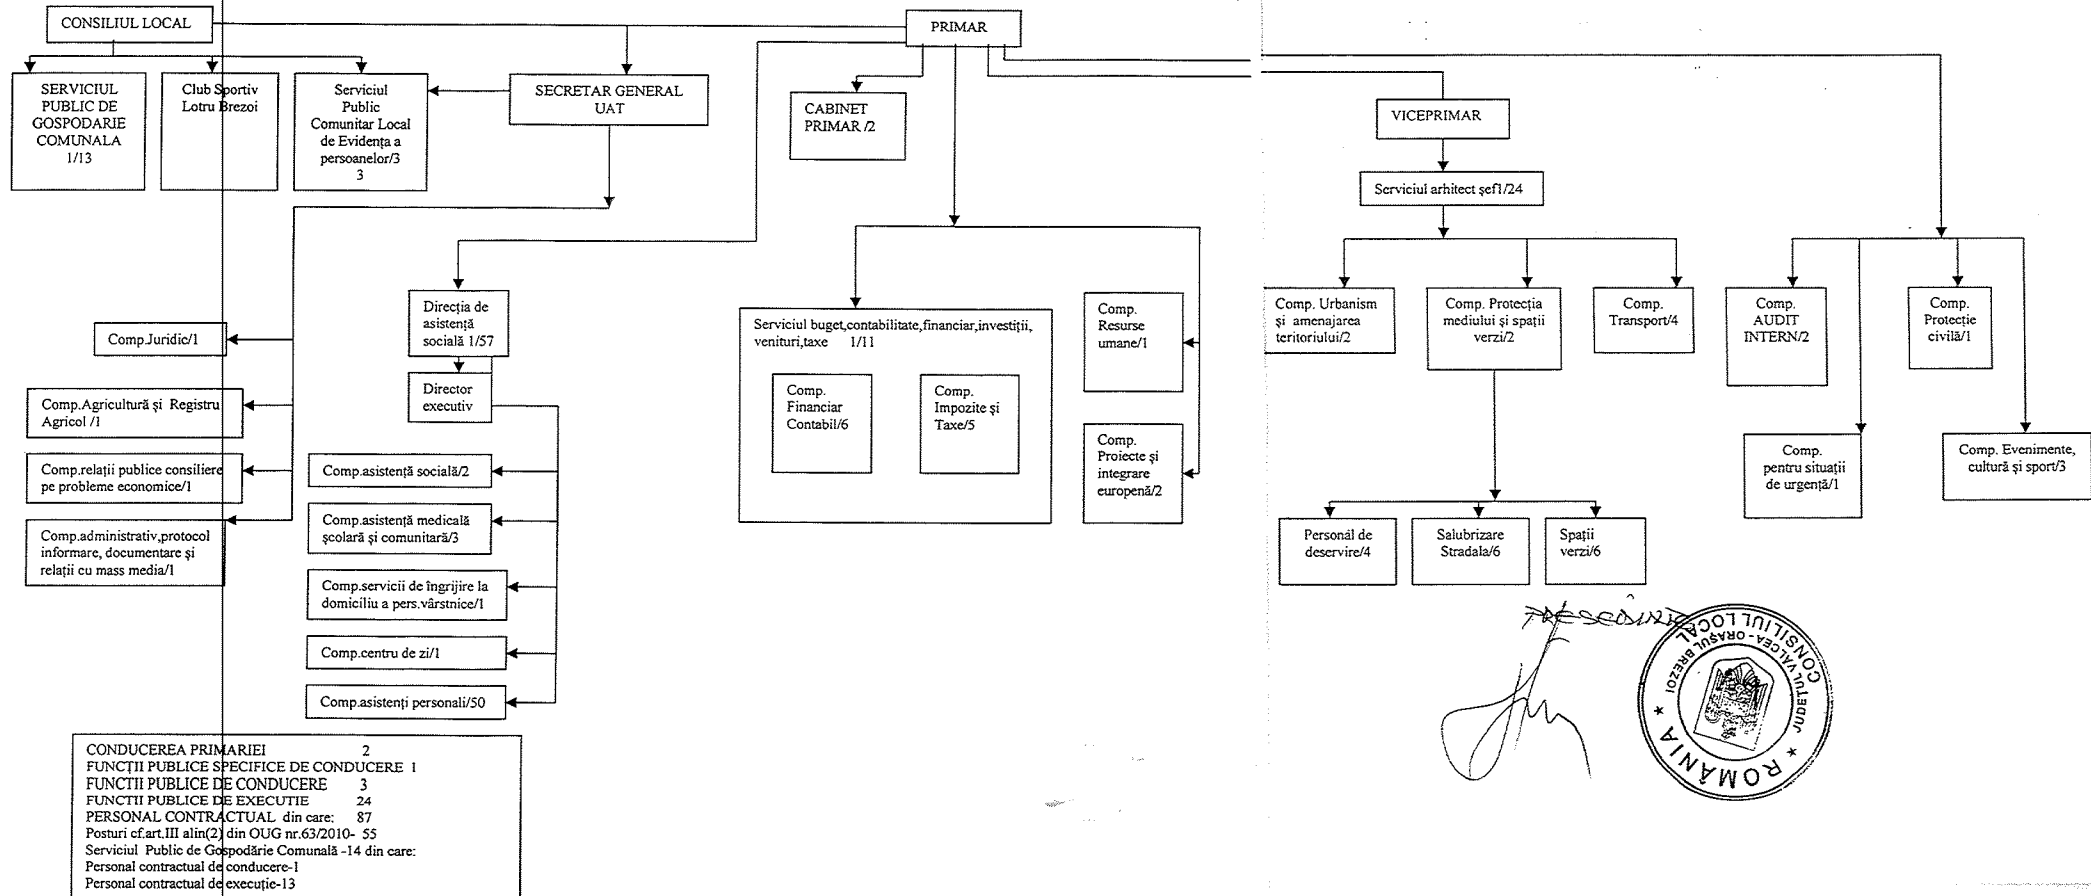 CONSILIUL LOCAL
PRIMAR
SERVICIUL
PUBLIC DE
GOSPODARIE
COMUNALA
1/13
Club Sportiv
Lotru Brezoi
Serviciul
Public
Comunitar Local
de Evidența a
persoanelor/3
3
SECRETAR GENERAL
UAT
CABINET
PRIMAR /2
VICEPRIMAR
Serviciul arhitect șef1/24
Direcția de
asistență
socială 1/57
Director
executiv
Comp.Juridic/1
Comp.Agricultură și Registru
Agricol /1
Comp.relații publice consiliere
pe probleme economice/1
Comp.administrativ,protocol
informare, documentare și
relații cu mass media/1
Comp.asistență socială/2
Comp.asistență medicală
școlară și comunitară/3
Comp.servicii de îngrijire la
domiciliu a pers.vârstnice/1
Comp.centru de zi/1
Comp.asistenți personali/50
Serviciul buget,contabilitate,financiar,investiții,
venituri,taxe 1/11
Comp.
Financiar
Contabil/6
Comp.
Impozite și
Taxe/5
Comp.
Resurse
umane/1
Comp.
Proiecte și
integrare
europenă/2
Comp. Urbanism
și amenajarea
teritoriului/2
Comp. Protecția
mediului și spații
verzi/2
Comp.
Transport/4
Comp.
AUDIT
INTERN/2
Comp.
Protecție
civilă/1
Comp.
pentru situații
de urgență/1
Comp. Evenimente,
cultură și sport/3
Personal de
deservire/4
Salubrizare
Stradala/6
Spații
verzi/6
ROMÂNIA
JUDEȚUL VÂLCEA - ORAȘUL BREZOI
CONSILIUL LOCAL
CONDUCEREA PRIMARIEI 2
FUNCȚII PUBLICE SPECIFICE DE CONDUCERE 1
FUNCTII PUBLICE DE CONDUCERE 3
FUNCTII PUBLICE DE EXECUTIE 24
PERSONAL CONTRACTUAL din care: 87
Posturi cf.art.III alin(2) din OUG nr.63/2010- 55
Serviciul Public de Gospodărie Comunală -14 din care:
Personal contractual de conducere-1
Personal contractual de execuție-13